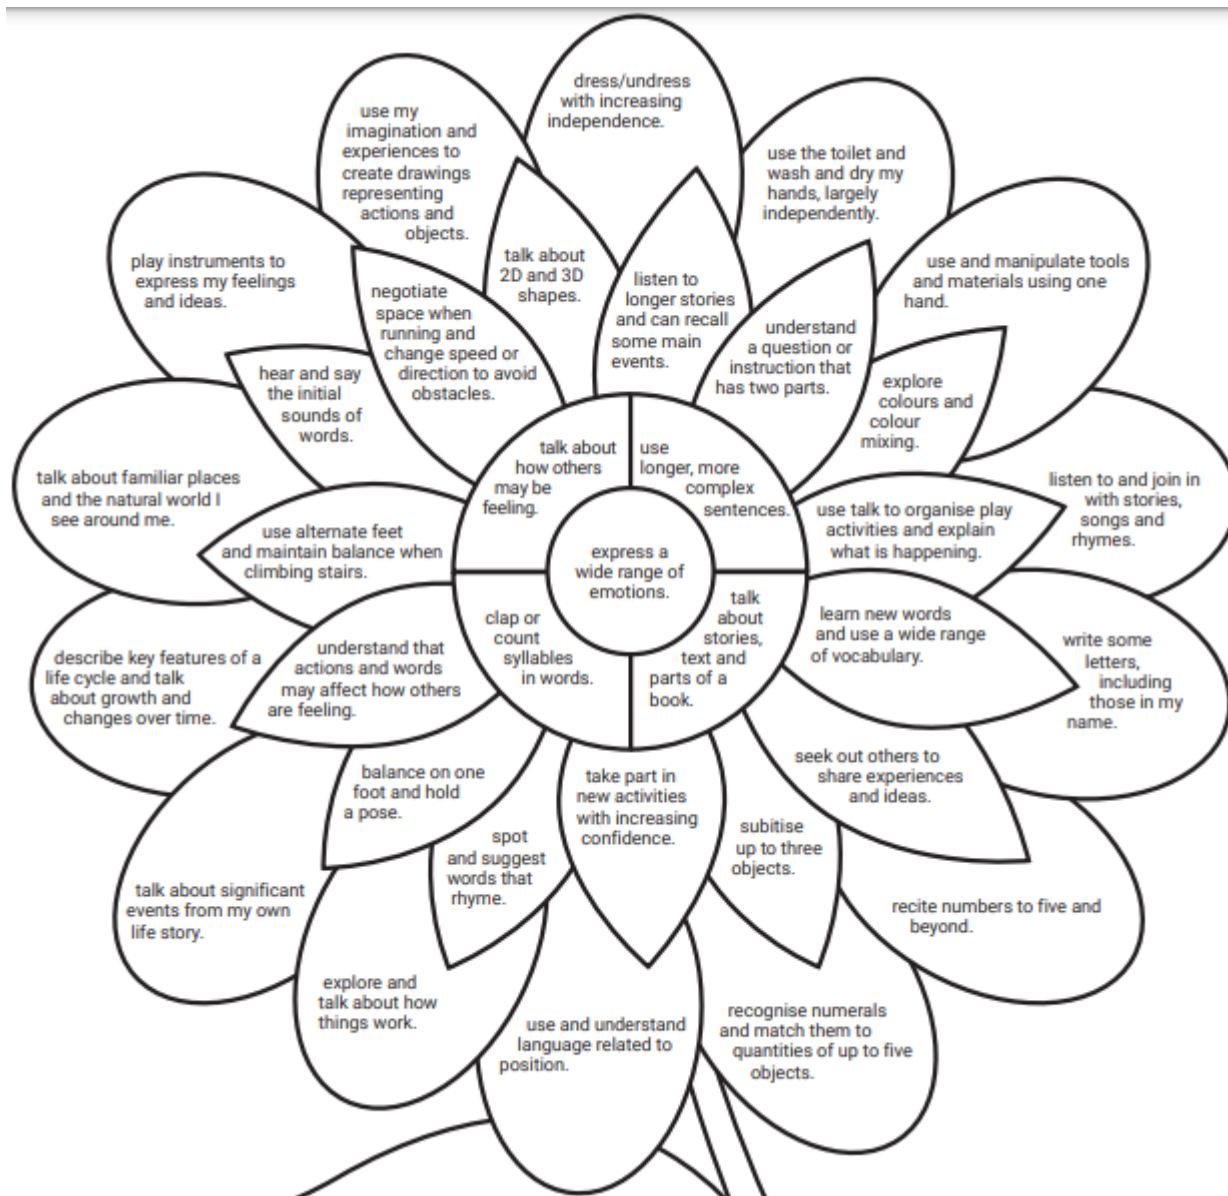 dress/undress
with increasing
independence.
use my
imagination and
experiences to
create drawings
representing
actions and
objects.
use the toilet and
wash and dry my
hands, largely
independently.
play instruments to
express my feelings
and ideas.
talk about
2D and 3D
shapes.
listen to
longer stories
and can recall
some main
events.
use and manipulate tools
and materials using one
hand.
negotiate
space when
running and
change speed or
direction to avoid
obstacles.
understand
a question or
instruction that
has two parts.
hear and say
the initial
sounds of
words.
explore
colours and
colour
mixing.
talk about familiar places
and the natural world I
see around me.
talk about
how others
may be
feeling.
use
longer, more
complex
sentences.
listen to and join in
with stories,
songs and
rhymes.
use alternate feet
and maintain balance when
climbing stairs.
use talk to organise play
activities and explain
what is happening.
express a
wide range of
emotions.
describe key features of a
life cycle and talk
about growth and
changes over time.
understand that
actions and words
may affect how others
are feeling.
clap or
count
syllables
in words.
talk
about
stories,
text and
parts of a
book.
learn new words
and use a wide range
of vocabulary.
write some
letters,
including
those in my
name.
balance on one
foot and hold
a pose.
take part in
new activities
with increasing
confidence.
seek out others to
share experiences
and ideas.
spot
and suggest
words that
rhyme.
subitise
up to three
objects.
talk about significant
events from my own
life story.
recite numbers to five and
beyond.
explore and
talk about how
things work.
use and understand
language related to
position.
recognise numerals
and match them to
quantities of up to five
objects.